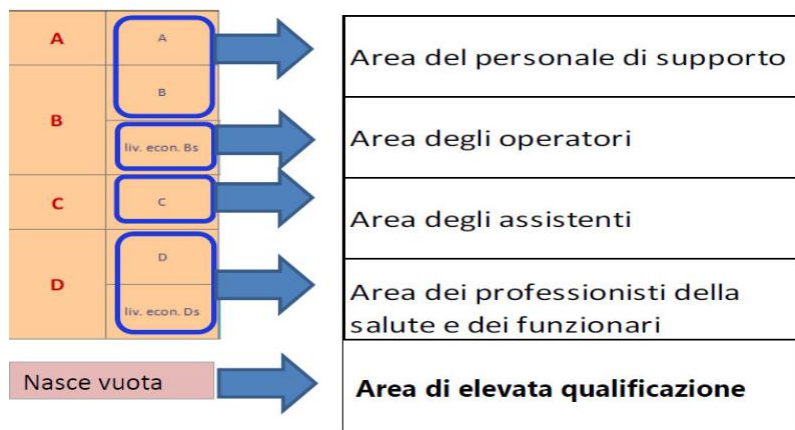 A
A
Area del personale di supporto
B
B
liv. econ. Bs
Area degli operatori
C
C
Area degli assistenti
D
D
liv. econ. Ds
Area dei professionisti della
salute e dei funzionari
Nasce vuota
Area di elevata qualificazione